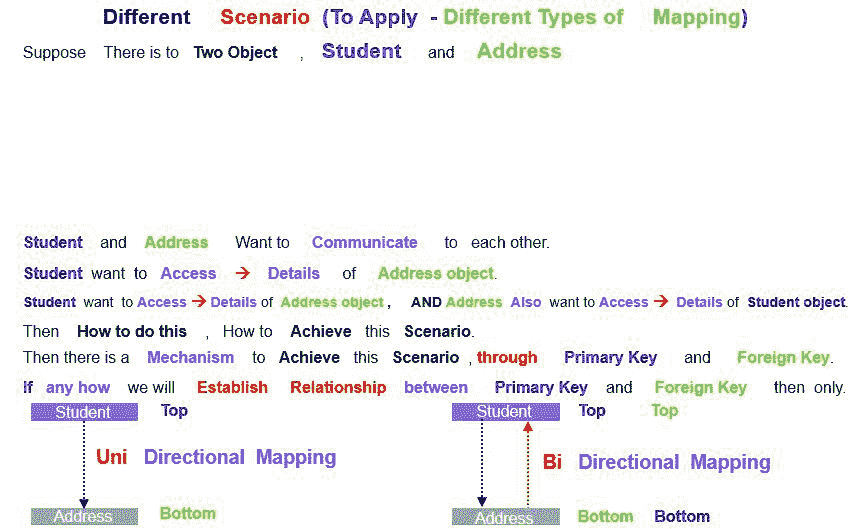 Different Scenario (To Apply - Different Types of Mapping)
Suppose There is to Two Object , Student and Address
Student and Address Want to Communicate to each other.
Student want to Access → Details of Address object.
Student want to Access → Details of Address object , AND Address Also want to Access → Details of Student object.
Then How to do this , How to Achieve this Scenario.
Then there is a Mechanism to Achieve this Scenario , through Primary Key and Foreign Key.
If any how we will Establish Relationship between Primary Key and Foreign Key then only.
Student Top
Student Top Top
Uni Directional Mapping
Bi Directional Mapping
Address Bottom
Address Bottom Bottom